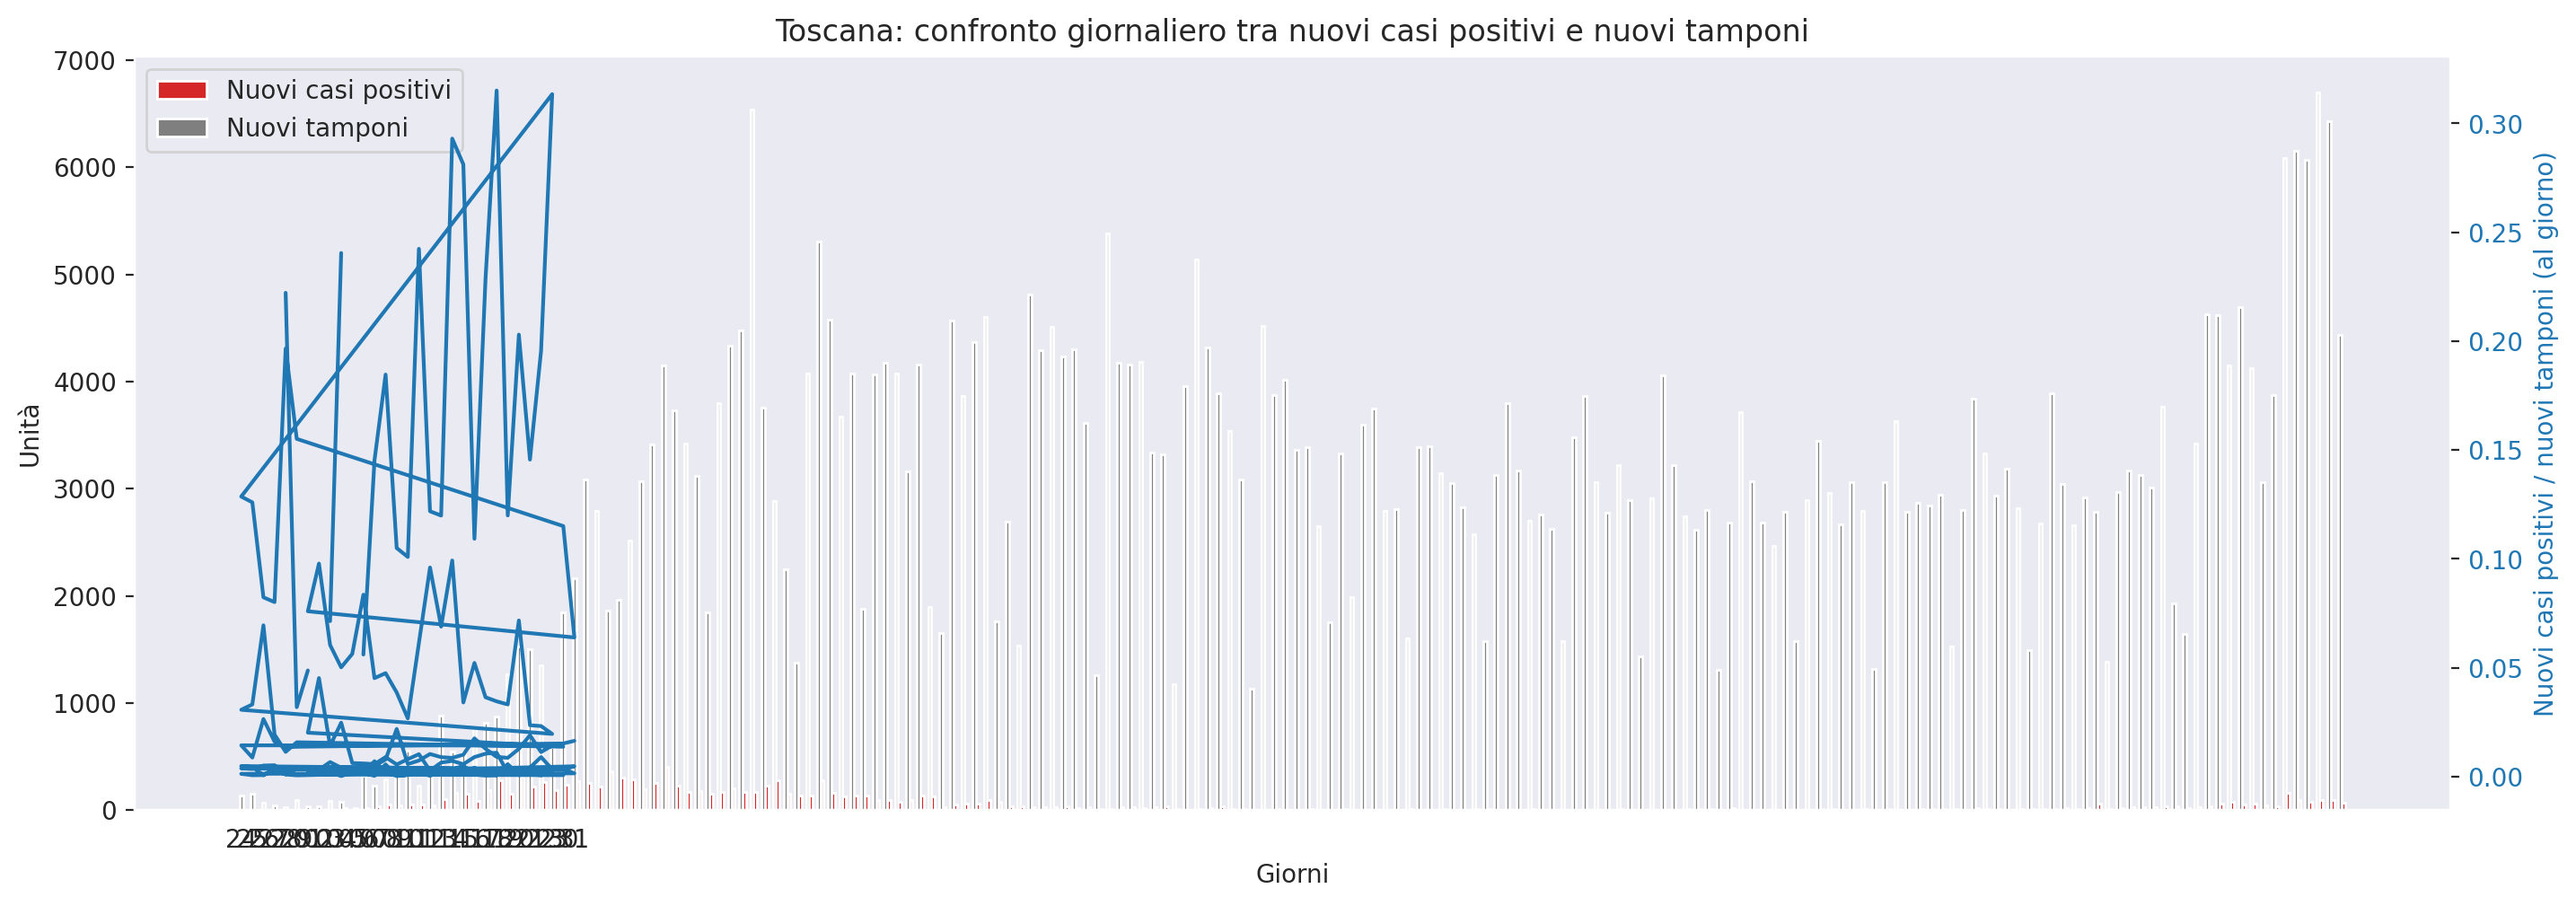 Toscana: confronto giornaliero tra nuovi casi positivi e nuovi tamponi
Nuovi casi positivi
Nuovi tamponi
7000
6000
5000
4000
3000
2000
1000
0
Unità
0.30
0.25
0.20
0.15
0.10
0.05
0.00
Nuovi casi positivi / nuovi tamponi (al giorno)
Giorni